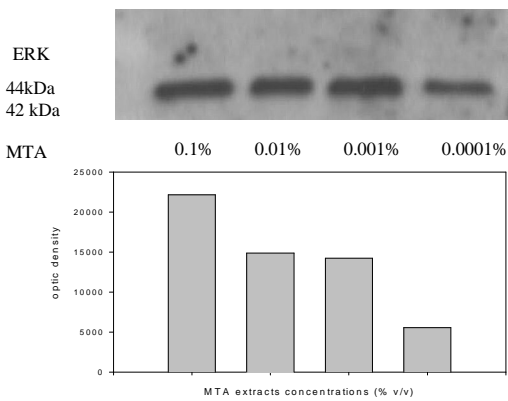 ERK
44kDa
42 kDa
MTA 0.1% 0.01% 0.001% 0.0001%
25000
20000
15000
10000
5000
0
optic density
MTA extracts concentrations (% v/v)